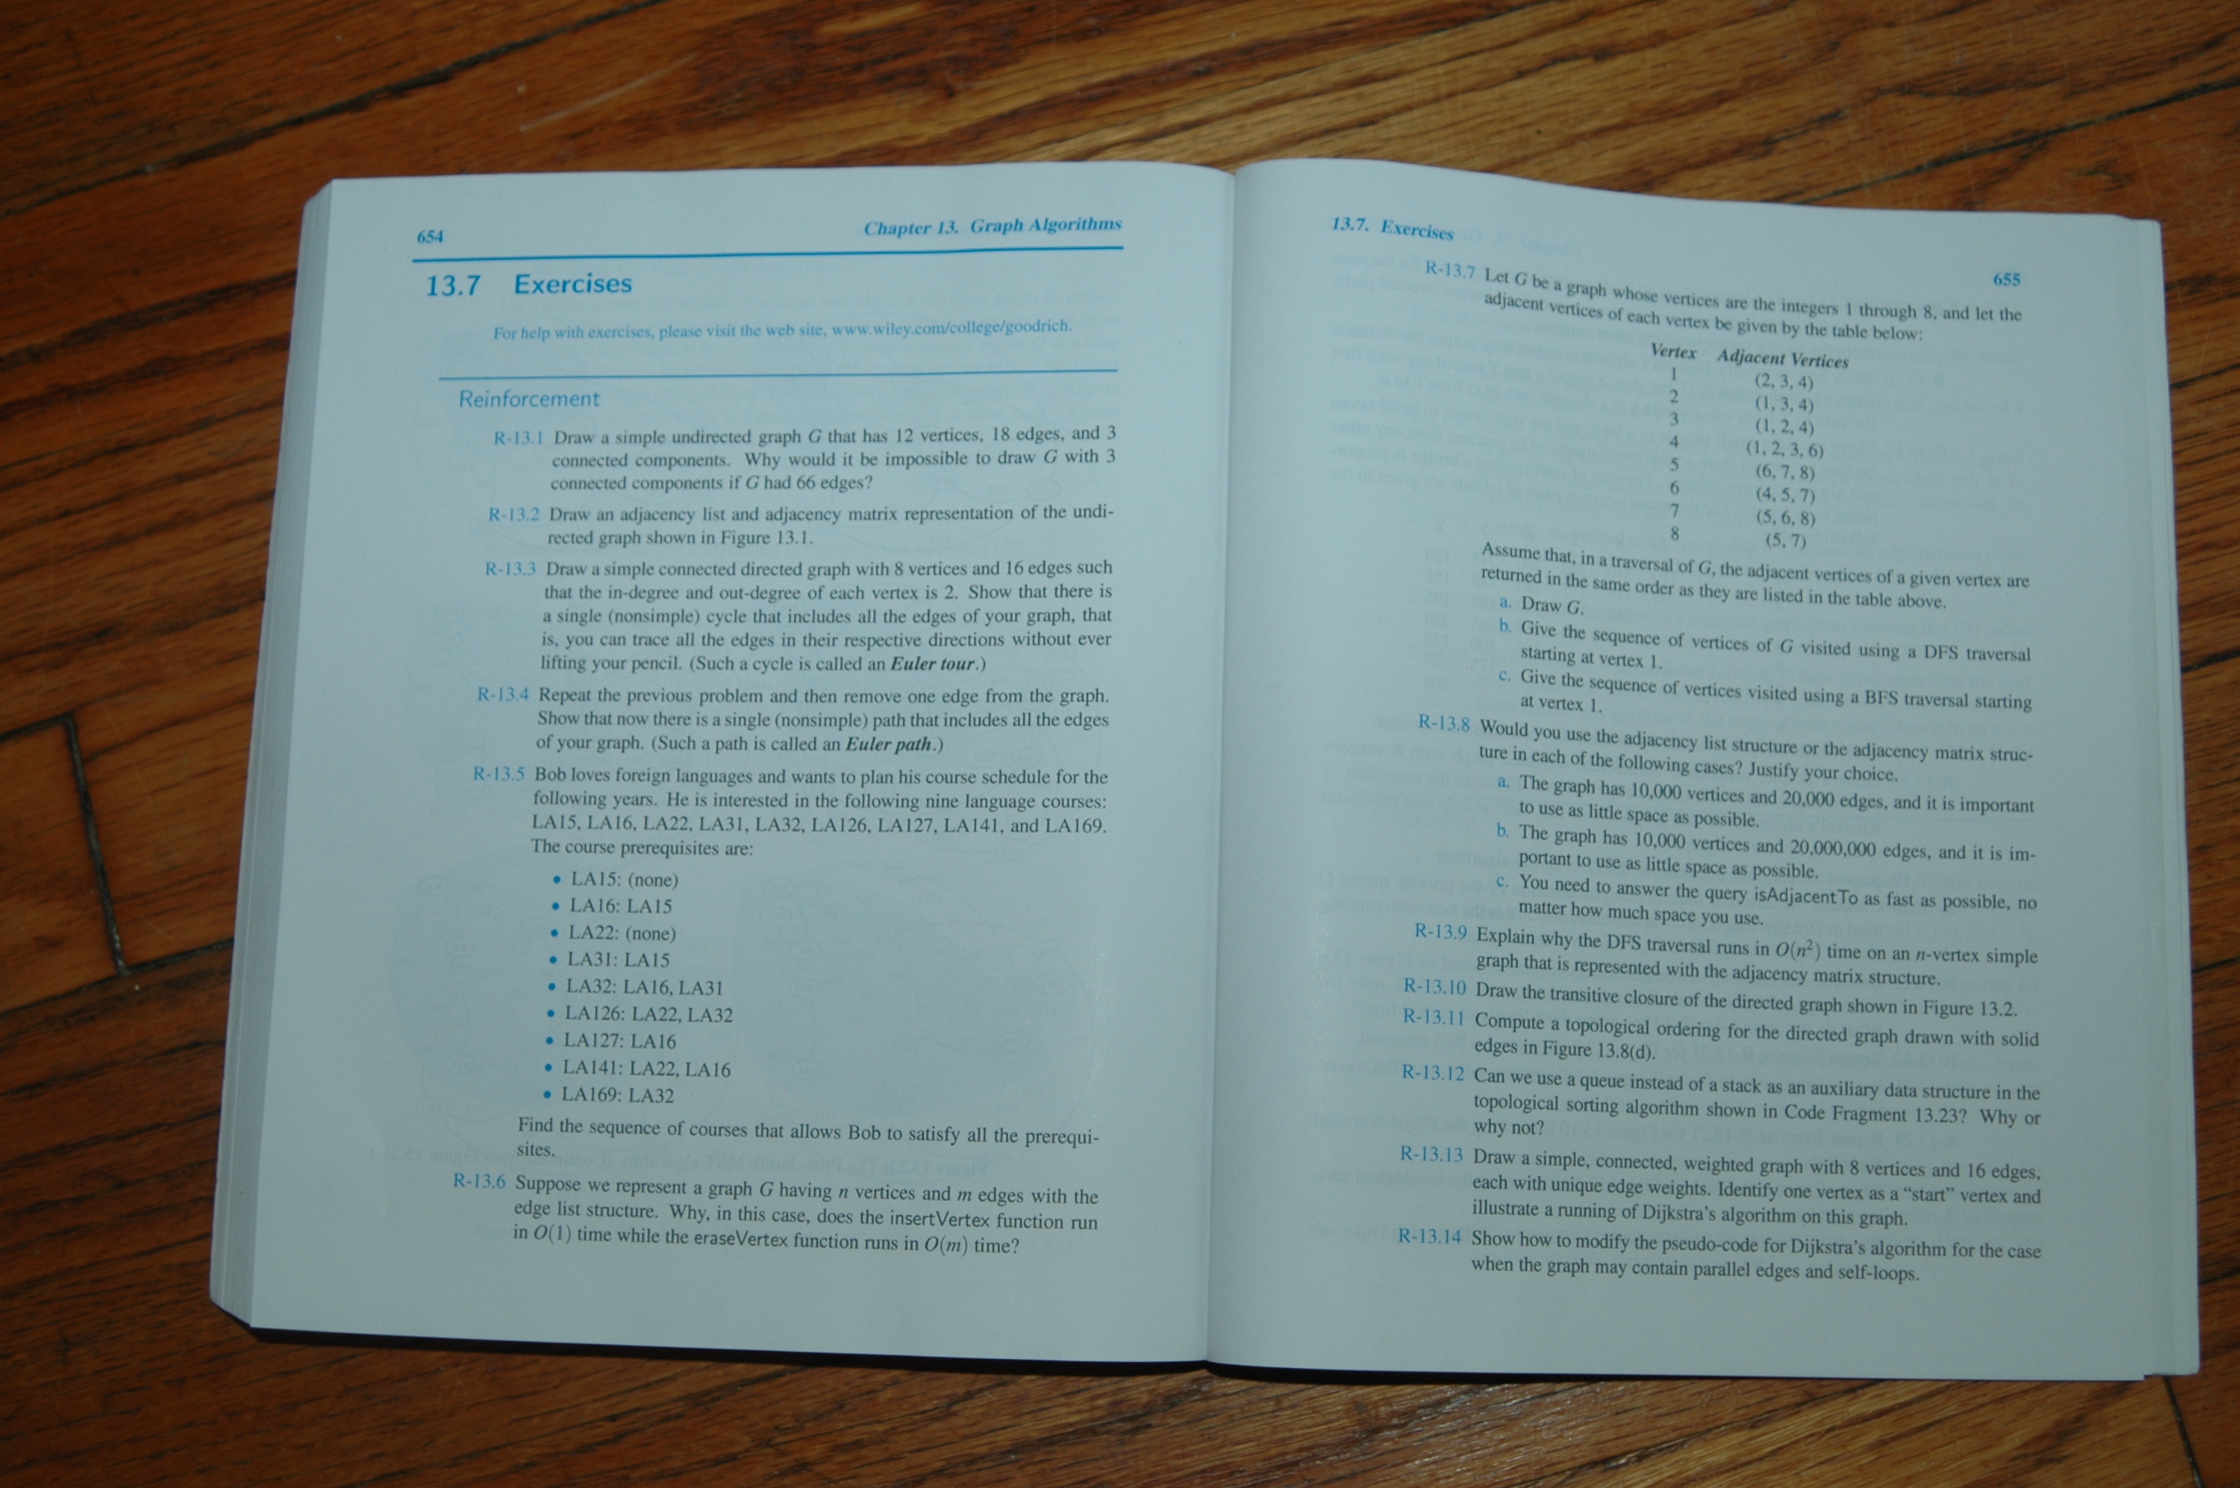 654
Chapter 13. Graph Algorithms
13.7 Exercises
For help with exercises, please visit the web site, www.wiley.com/college/goodrich.
Reinforcement
R-13.1 Draw a simple undirected graph G that has 12 vertices, 18 edges, and 3
connected components. Why would it be impossible to draw G with 3
connected components if G had 66 edges?
R-13.2 Draw an adjacency list and adjacency matrix representation of the undi-
rected graph shown in Figure 13.1.
R-13.3 Draw a simple connected directed graph with 8 vertices and 16 edges such
that the in-degree and out-degree of each vertex is 2. Show that there is
a single (nonsimple) cycle that includes all the edges of your graph, that
is, you can trace all the edges in their respective directions without ever
lifting your pencil. (Such a cycle is called an Euler tour.)
R-13.4 Repeat the previous problem and then remove one edge from the graph.
Show that now there is a single (nonsimple) path that includes all the edges
of your graph. (Such a path is called an Euler path.)
R-13.5 Bob loves foreign languages and wants to plan his course schedule for the
following years. He is interested in the following nine language courses:
LA15, LA16, LA22, LA31, LA32, LA126, LA127, LA141, and LA169.
The course prerequisites are:
• LA15: (none)
• LA16: LA15
• LA22: (none)
• LA31: LA15
• LA32: LA16, LA31
• LA126: LA22, LA32
• LA127: LA16
• LA141: LA22, LA16
• LA169: LA32
Find the sequence of courses that allows Bob to satisfy all the prerequi-
sites.
R-13.6 Suppose we represent a graph G having n vertices and m edges with the
edge list structure. Why, in this case, does the insertVertex function run
in O(1) time while the eraseVertex function runs in O(m) time?
13.7. Exercises
655
R-13.7 Let G be a graph whose vertices are the integers 1 through 8, and let the
adjacent vertices of each vertex be given by the table below:
Vertex Adjacent Vertices
1 (2, 3, 4)
2 (1, 3, 4)
3 (1, 2, 4)
4 (1, 2, 3, 6)
5 (6, 7, 8)
6 (4, 5, 7)
7 (5, 6, 8)
8 (5, 7)
Assume that, in a traversal of G, the adjacent vertices of a given vertex are
returned in the same order as they are listed in the table above.
a. Draw G.
b. Give the sequence of vertices of G visited using a DFS traversal
starting at vertex 1.
c. Give the sequence of vertices visited using a BFS traversal starting
at vertex 1.
R-13.8 Would you use the adjacency list structure or the adjacency matrix struc-
ture in each of the following cases? Justify your choice.
a. The graph has 10,000 vertices and 20,000 edges, and it is important
to use as little space as possible.
b. The graph has 10,000 vertices and 20,000,000 edges, and it is im-
portant to use as little space as possible.
c. You need to answer the query isAdjacentTo as fast as possible, no
matter how much space you use.
R-13.9 Explain why the DFS traversal runs in O(n²) time on an n-vertex simple
graph that is represented with the adjacency matrix structure.
R-13.10 Draw the transitive closure of the directed graph shown in Figure 13.2.
R-13.11 Compute a topological ordering for the directed graph drawn with solid
edges in Figure 13.8(d).
R-13.12 Can we use a queue instead of a stack as an auxiliary data structure in the
topological sorting algorithm shown in Code Fragment 13.23? Why or
why not?
R-13.13 Draw a simple, connected, weighted graph with 8 vertices and 16 edges,
each with unique edge weights. Identify one vertex as a “start” vertex and
illustrate a running of Dijkstra’s algorithm on this graph.
R-13.14 Show how to modify the pseudo-code for Dijkstra’s algorithm for the case
when the graph may contain parallel edges and self-loops.